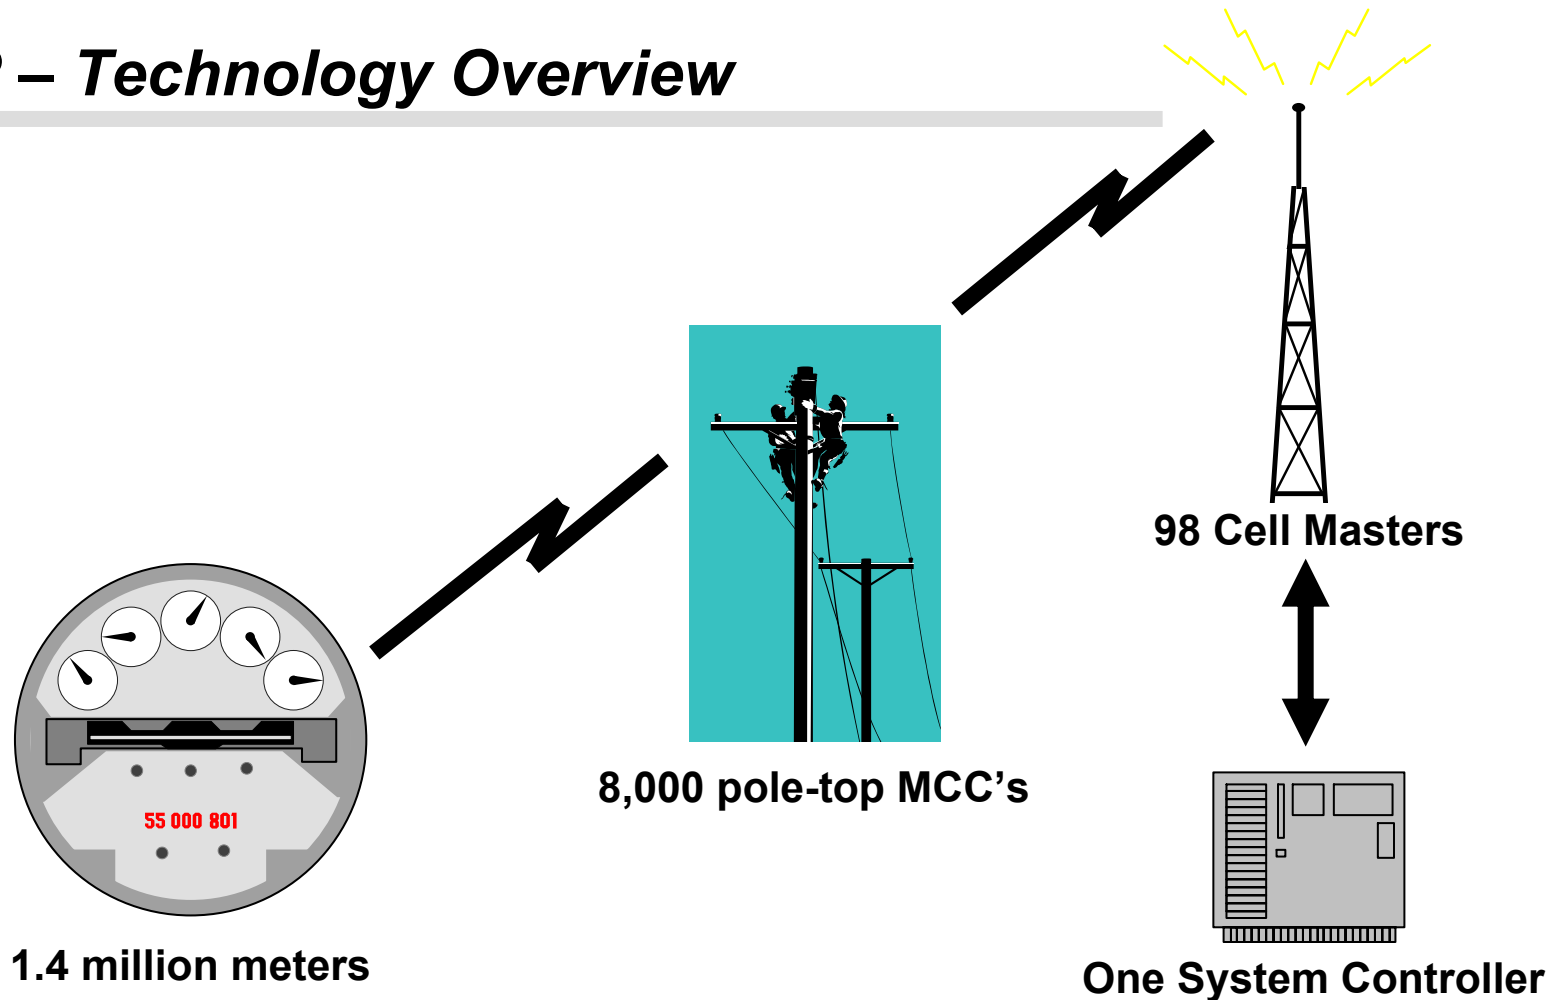 – Technology Overview
98 Cell Masters
8,000 pole-top MCC’s
55 000 801
1.4 million meters
One System Controller